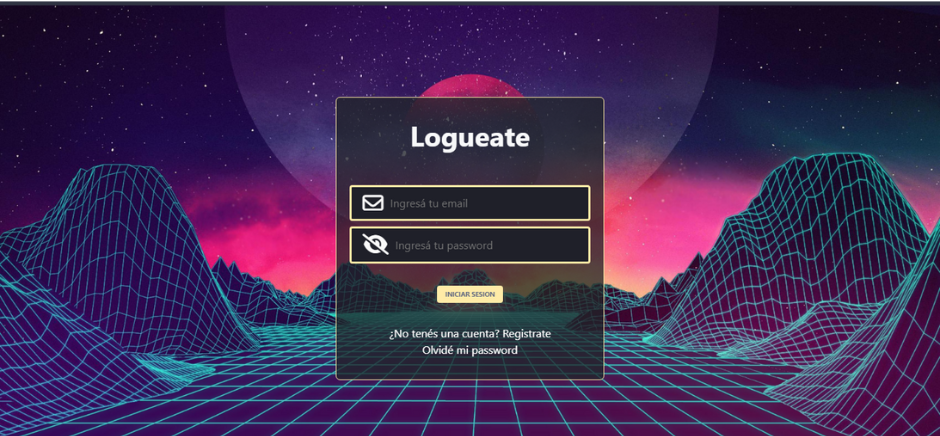 Logueate
Ingresá tu email
Ingresá tu password
INICIAR SESION
¿No tenés una cuenta? Registrate
Olvidé mi password